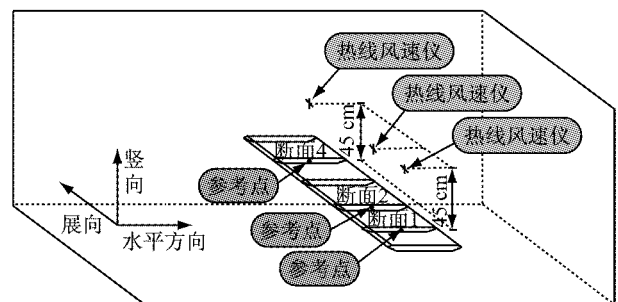 热线风速仪
热线风速仪
热线风速仪
45 cm
45 cm
断面4
断面2
断面1
参考点
参考点
参考点
竖向
展向
水平方向